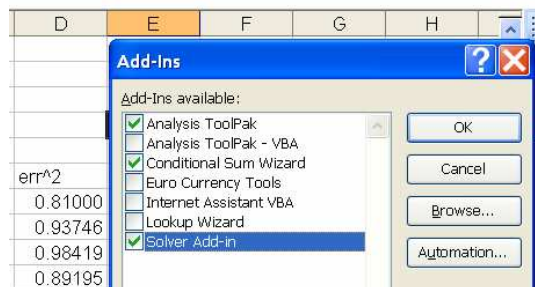 D E F G H
Add-Ins
Add-Ins available:
Analysis ToolPak
Analysis ToolPak - VBA
Conditional Sum Wizard
Euro Currency Tools
Internet Assistant VBA
Lookup Wizard
Solver Add-in
OK
Cancel
Browse...
Automation...
err^2
0.81000
0.93746
0.98419
0.89195